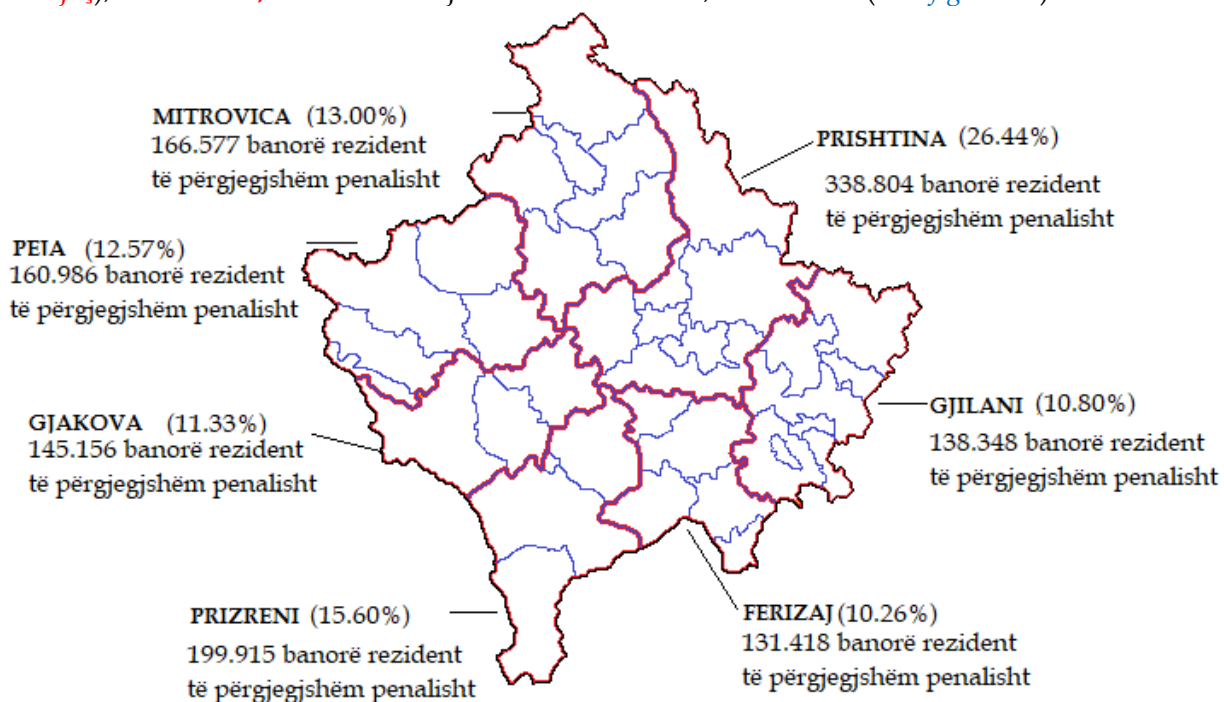 MITROVICA (13.00%)
166.577 banorë rezident
të përgjegjshëm penalisht
PRISHTINA (26.44%)
338.804 banorë rezident
të përgjegjshëm penalisht
PEJA (12.57%)
160.986 banorë rezident
të përgjegjshëm penalisht
GJAKOVA (11.33%)
145.156 banorë rezident
të përgjegjshëm penalisht
GJILANI (10.80%)
138.348 banorë rezident
të përgjegjshëm penalisht
PRIZRENI (15.60%)
199.915 banorë rezident
të përgjegjshëm penalisht
FERIZAJ (10.26%)
131.418 banorë rezident
të përgjegjshëm penalisht